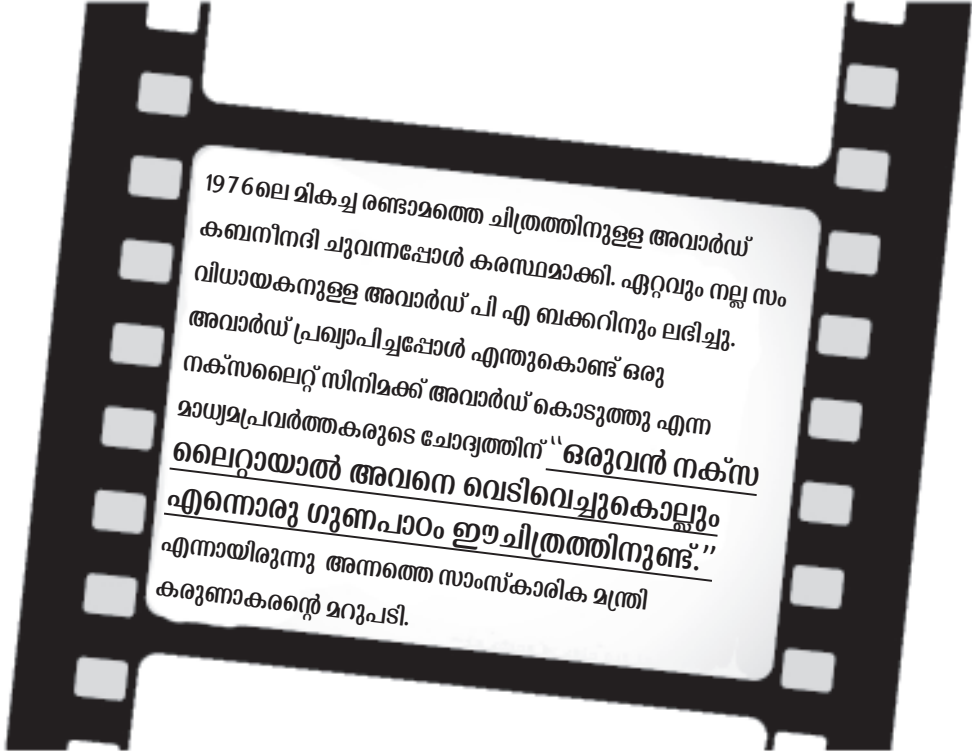 1976ലെ മികച്ച രണ്ടാമത്തെ ചിത്രത്തിനുള്ള അവാർഡ്
കബനീനദി ചുവന്നപ്പോൾ കരസ്ഥമാക്കി. ഏറ്റവും നല്ല സം
വിധായകനുള്ള അവാർഡ് പി എ ബക്കറിനും ലഭിച്ചു.
അവാർഡ് പ്രഖ്യാപിച്ചപ്പോൾ എന്തുകൊണ്ട് ഒരു
നക്സലൈറ്റ് സിനിമക്ക് അവാർഡ് കൊടുത്തു എന്ന
മാധ്യമപ്രവർത്തകരുടെ ചോദ്യത്തിന് “ഒരുവൻ നക്സ
ലൈറ്റായാൽ അവനെ വെടിവെച്ചുകൊല്ലും
എന്നൊരു ഗുണപാഠം ഈചിത്രത്തിനുണ്ട്.”
എന്നായിരുന്നു അന്നത്തെ സാംസ്കാരിക മന്ത്രി
കരുണാകരന്റെ മറുപടി.